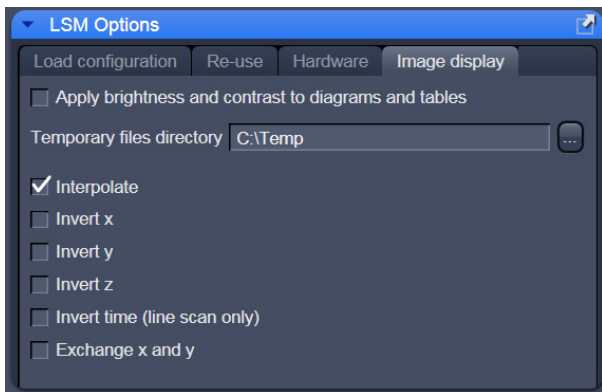 LSM Options
Load configuration Re-use Hardware Image display
Apply brightness and contrast to diagrams and tables
Temporary files directory C:\Temp ...
Interpolate
Invert x
Invert y
Invert z
Invert time (line scan only)
Exchange x and y